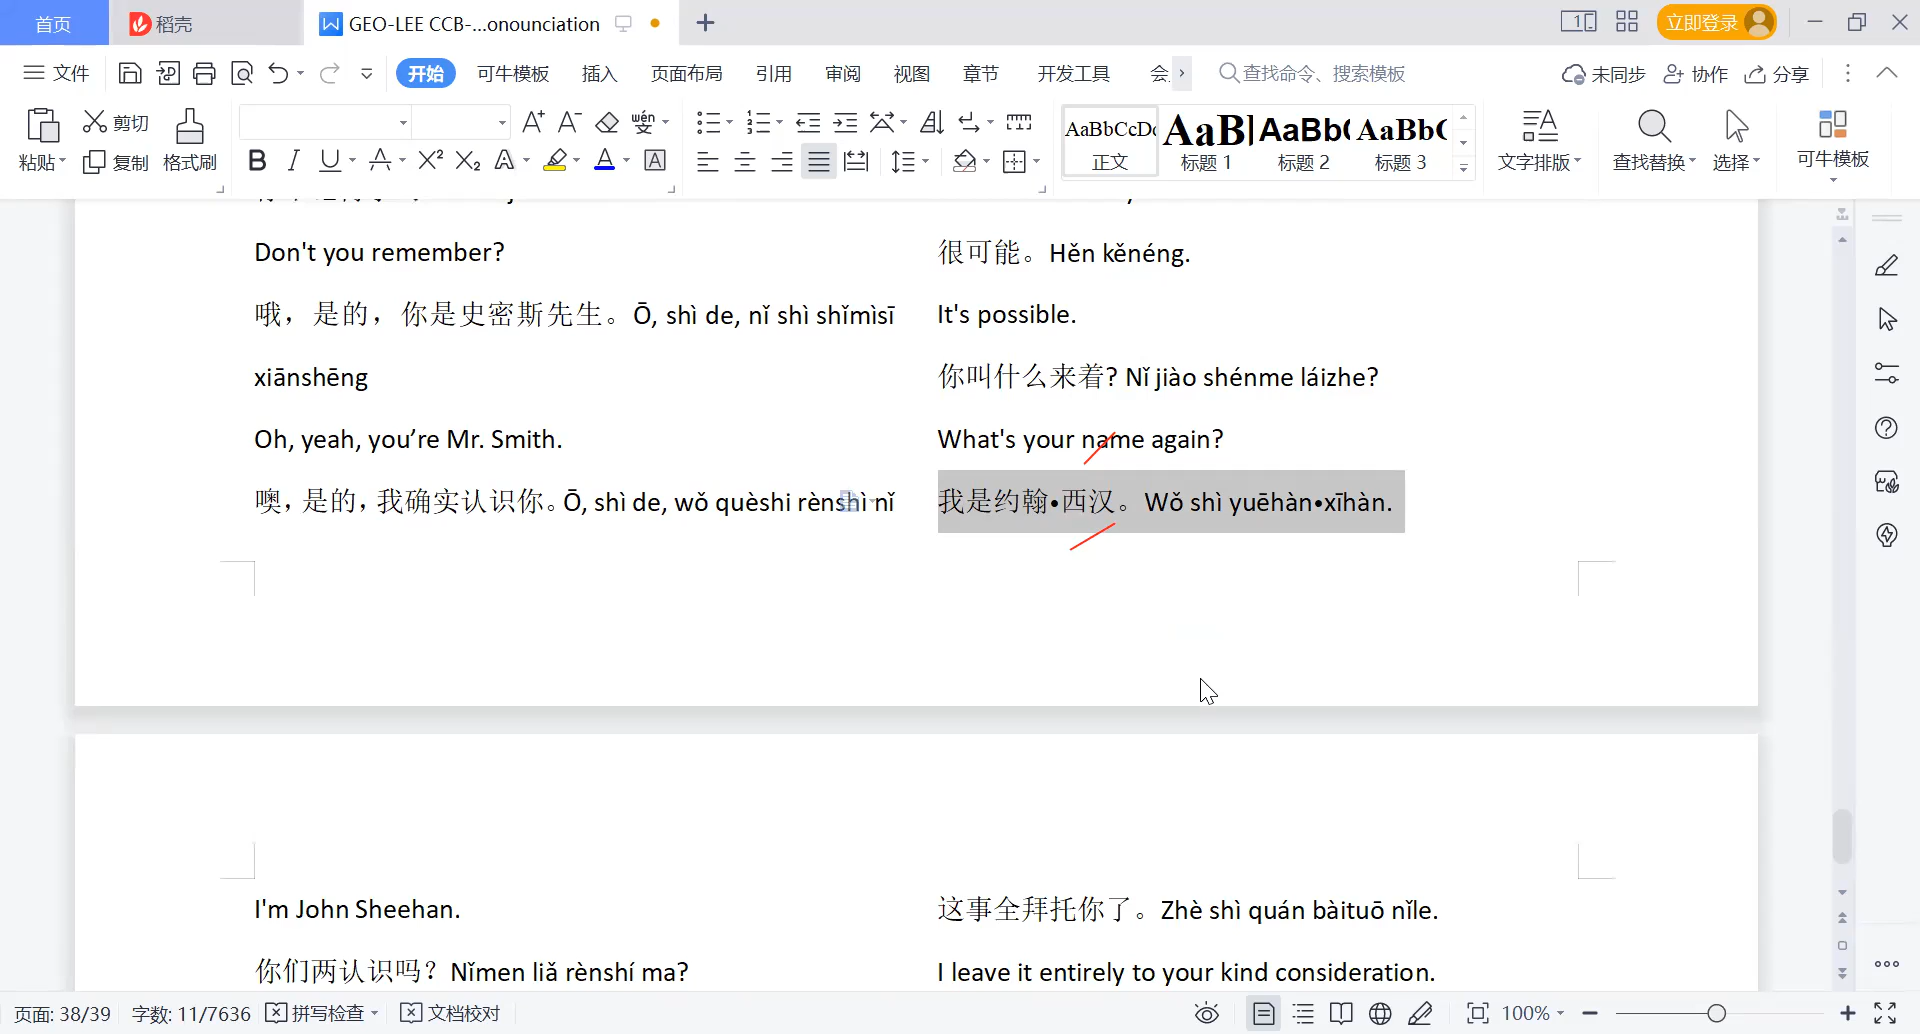 首页
稻壳
GEO-LEE CCB-...onounciation
立即登录
文件
开始
可牛模板
插入
页面布局
引用
审阅
视图
章节
开发工具
会
查找命令、搜索模板
未同步
协作
分享
粘贴
剪切
复制
格式刷
AaBbCcDc
正文
AaBl
标题 1
AaBb(
标题 2
AaBb(
标题 3
文字排版
查找替换
选择
可牛模板
Don't you remember?
哦，是的，你是史密斯先生。Ō, shì de, nǐ shì shǐmìsī
xiānshēng
Oh, yeah, you’re Mr. Smith.
噢，是的，我确实认识你。Ō, shì de, wǒ quèshi rènshì nǐ
很可能。Hěn kěnéng.
It's possible.
你叫什么来着? Nǐ jiào shénme láizhe?
What's your name again?
我是约翰•西汉。Wǒ shì yuēhàn•xīhàn.
I'm John Sheehan.
你们两认识吗？Nǐmen liǎ rènshí ma?
这事全拜托你了。Zhè shì quán bàituō nǐle.
I leave it entirely to your kind consideration.
页面: 38/39 字数: 11/7636 拼写检查 文档校对 100%